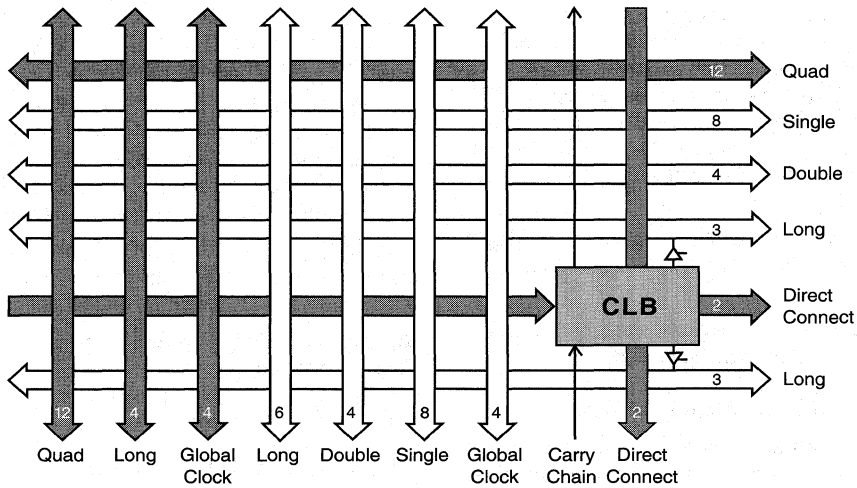 12
Quad
8
Single
4
Double
3
Long
CLB
2
Direct
Connect
3
Long
12
4
4
6
4
8
4
2
Quad
Long
Global
Clock
Long
Double
Single
Global
Clock
Carry
Chain
Direct
Connect